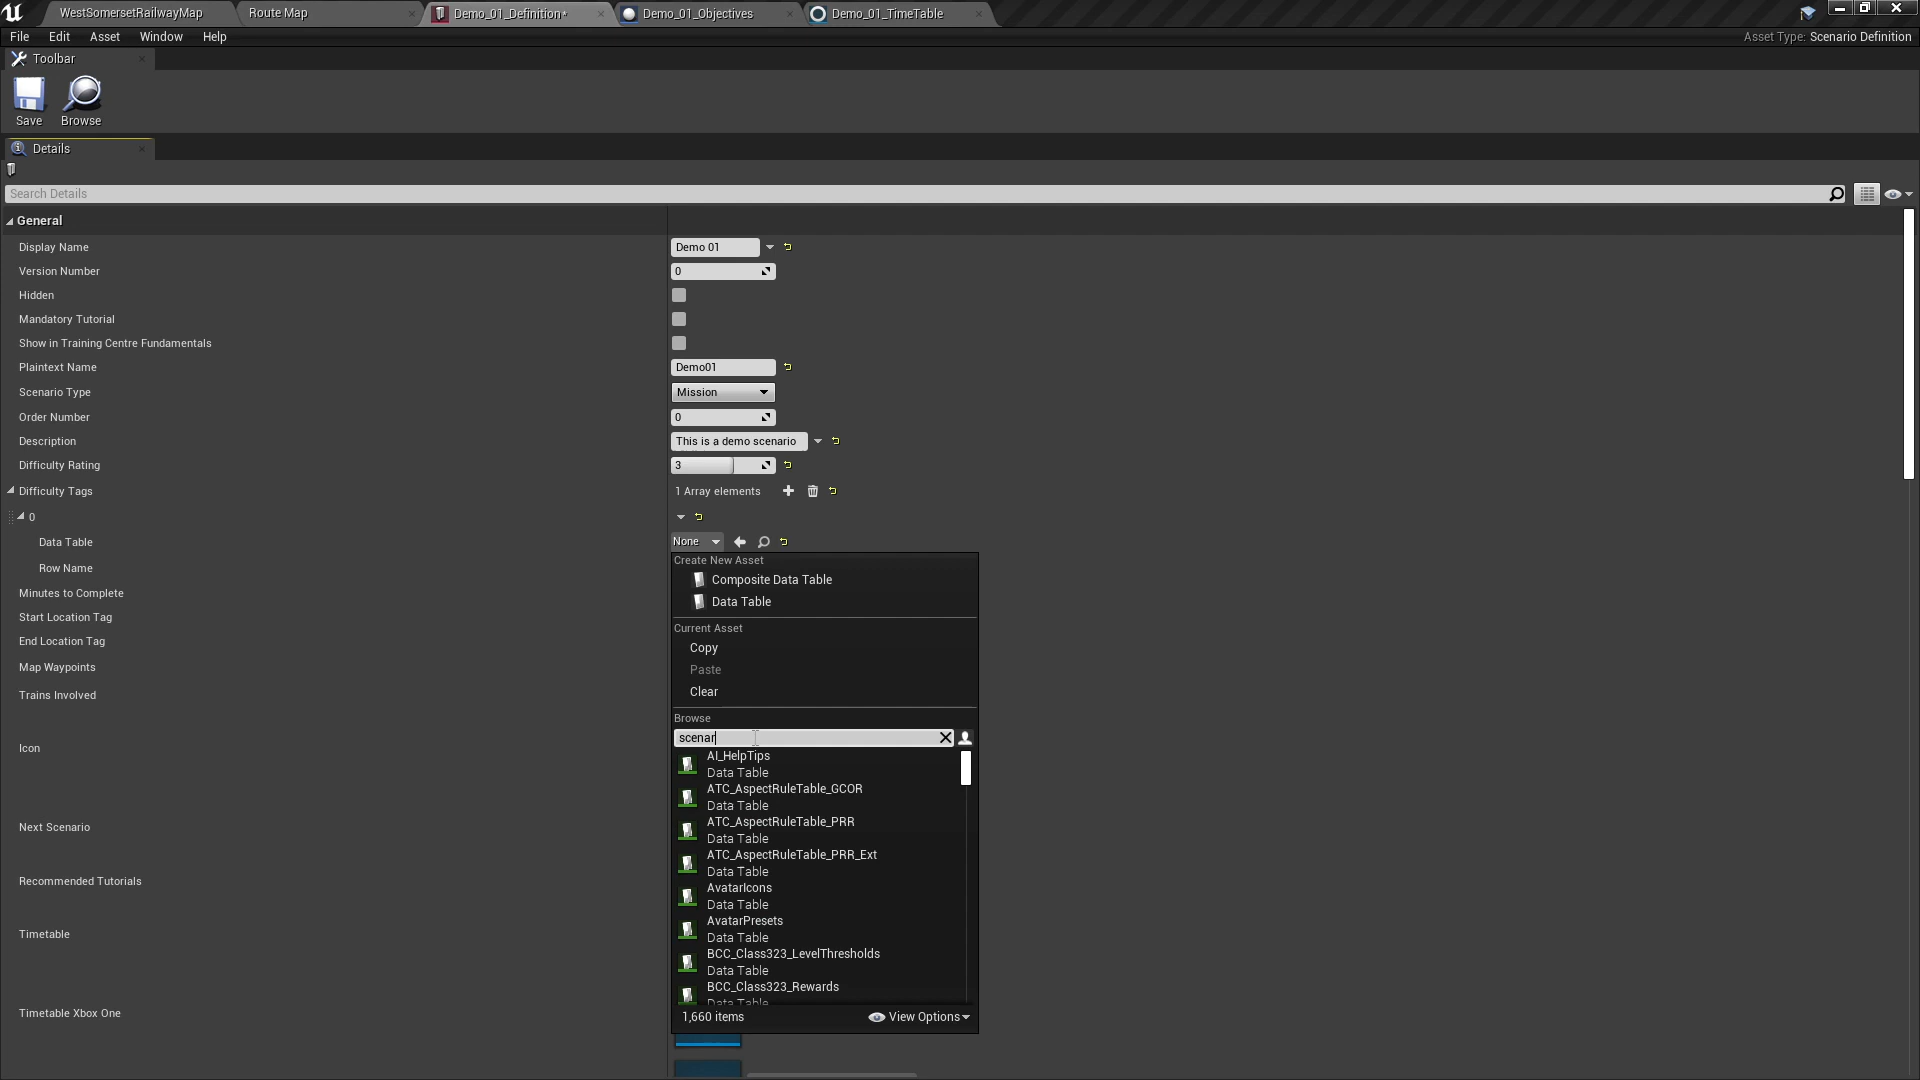 WestSomersetRailwayMap
Route Map
Demo_01_Definition*
Demo_01_Objectives
Demo_01_TimeTable
File Edit Asset Window Help
Asset Type: Scenario Definition
Toolbar
Save Browse
Details
Search Details
General
Display Name Demo 01
Version Number 0
Hidden
Mandatory Tutorial
Show in Training Centre Fundamentals
Plaintext Name Demo01
Scenario Type Mission
Order Number 0
Description This is a demo scenario
Difficulty Rating 3
Difficulty Tags 1 Array elements
0
Data Table None
Row Name
Minutes to Complete
Start Location Tag
End Location Tag
Map Waypoints
Trains Involved
Icon
Next Scenario
Recommended Tutorials
Timetable
Timetable Xbox One
Create New Asset
Composite Data Table
Data Table
Current Asset
Copy
Paste
Clear
Browse
scenar
AI_HelpTips
Data Table
ATC_AspectRuleTable_GCOR
Data Table
ATC_AspectRuleTable_PRR
Data Table
ATC_AspectRuleTable_PRR_Ext
Data Table
AvatarIcons
Data Table
AvatarPresets
Data Table
BCC_Class323_LevelThresholds
Data Table
BCC_Class323_Rewards
Data Table
1,660 items
View Options